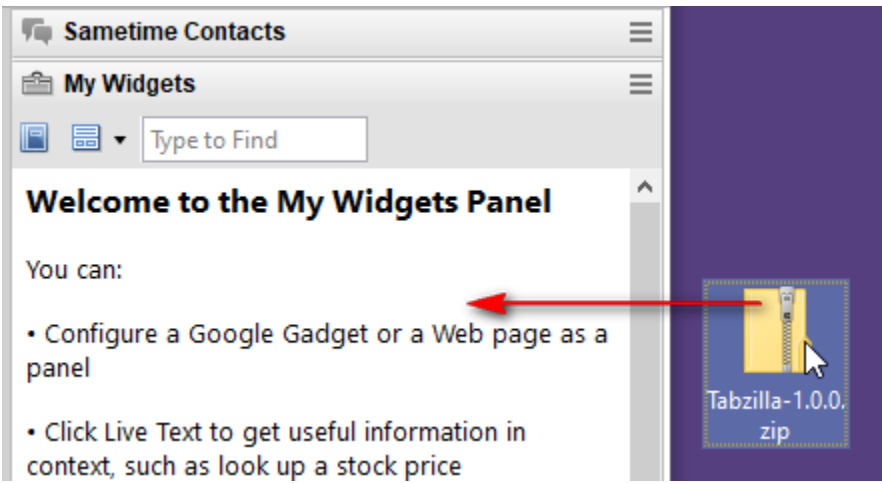 Sametime Contacts
My Widgets
Type to Find
Welcome to the My Widgets Panel
You can:
• Configure a Google Gadget or a Web page as a
panel
• Click Live Text to get useful information in
context, such as look up a stock price
Tabzilla-1.0.0.
zip